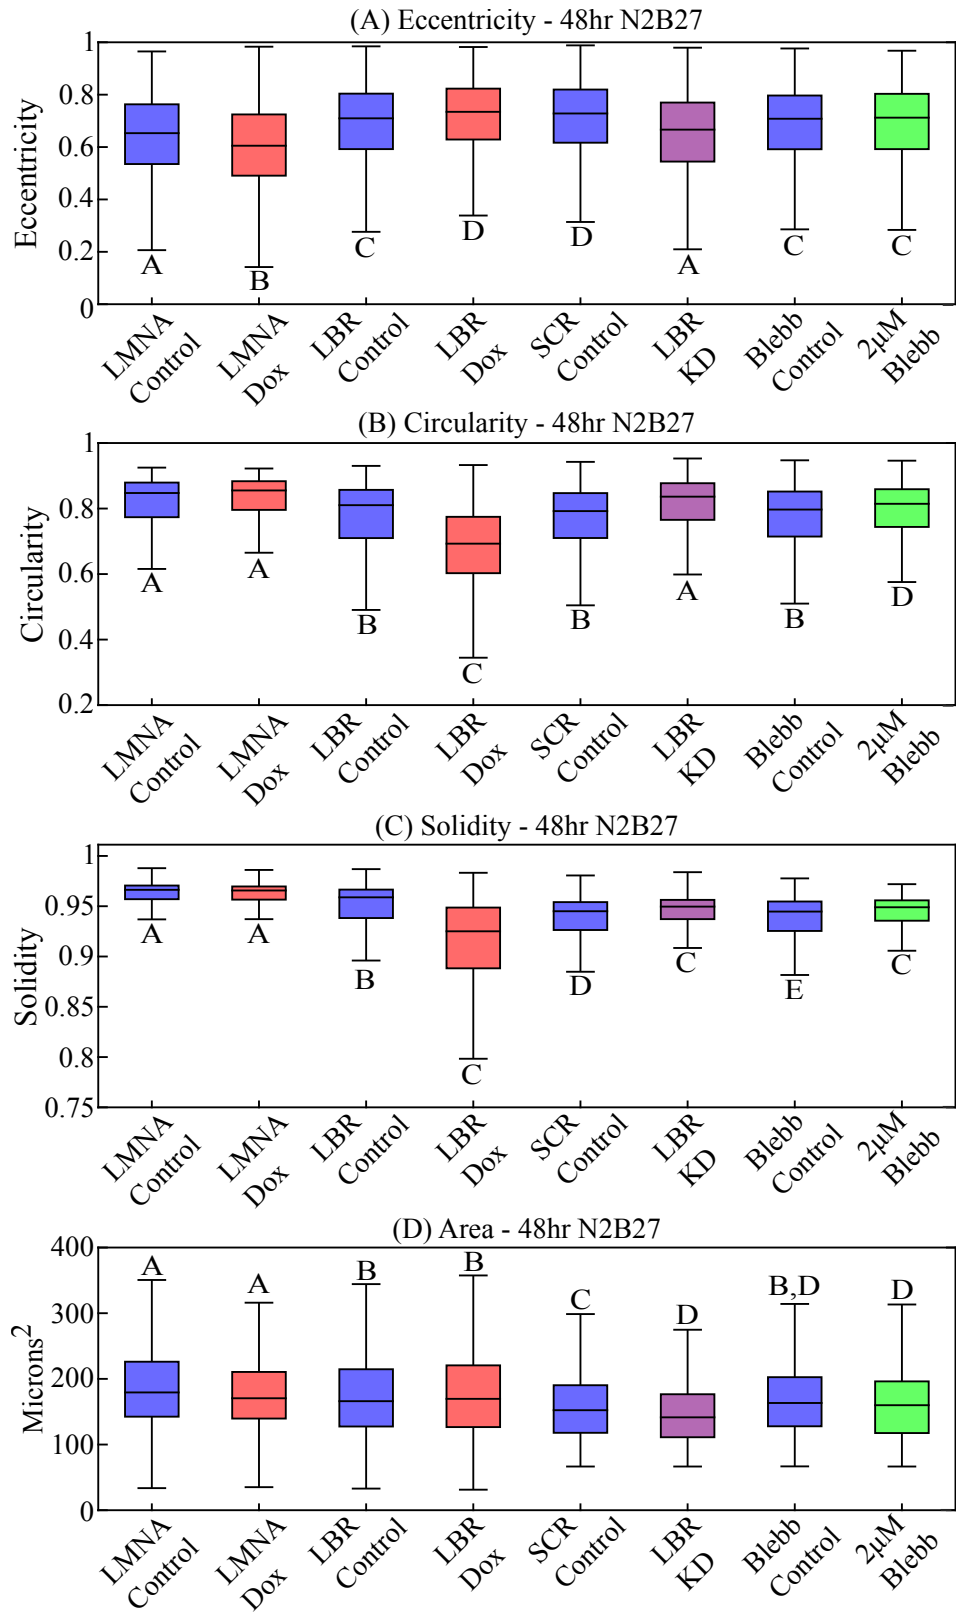 (A) Eccentricity - 48hr N2B27
Eccentricity
1
0.8
0.6
0.4
0.2
0
A
B
C
D
D
A
C
C
LMNA Control
LMNA Dox
LBR Control
LBR Dox
SCR Control
LBR KD
Blebb Control
2µM Blebb
(B) Circularity - 48hr N2B27
Circularity
1
0.8
0.6
0.4
0.2
A
A
B
C
B
A
B
D
LMNA Control
LMNA Dox
LBR Control
LBR Dox
SCR Control
LBR KD
Blebb Control
2µM Blebb
(C) Solidity - 48hr N2B27
Solidity
1
0.95
0.9
0.85
0.8
0.75
A
A
B
C
D
C
E
C
LMNA Control
LMNA Dox
LBR Control
LBR Dox
SCR Control
LBR KD
Blebb Control
2µM Blebb
(D) Area - 48hr N2B27
Microns2
400
300
200
100
0
A
A
B
B
C
D
B,D
D
LMNA Control
LMNA Dox
LBR Control
LBR Dox
SCR Control
LBR KD
Blebb Control
2µM Blebb